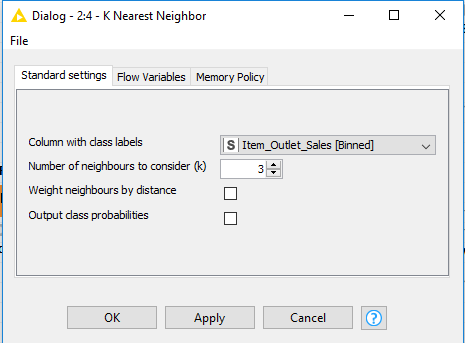 Dialog - 2:4 - K Nearest Neighbor
File
Standard settings Flow Variables Memory Policy
Column with class labels S Item_Outlet_Sales [Binned]
Number of neighbours to consider (k) 3
Weight neighbours by distance
Output class probabilities
OK Apply Cancel ?